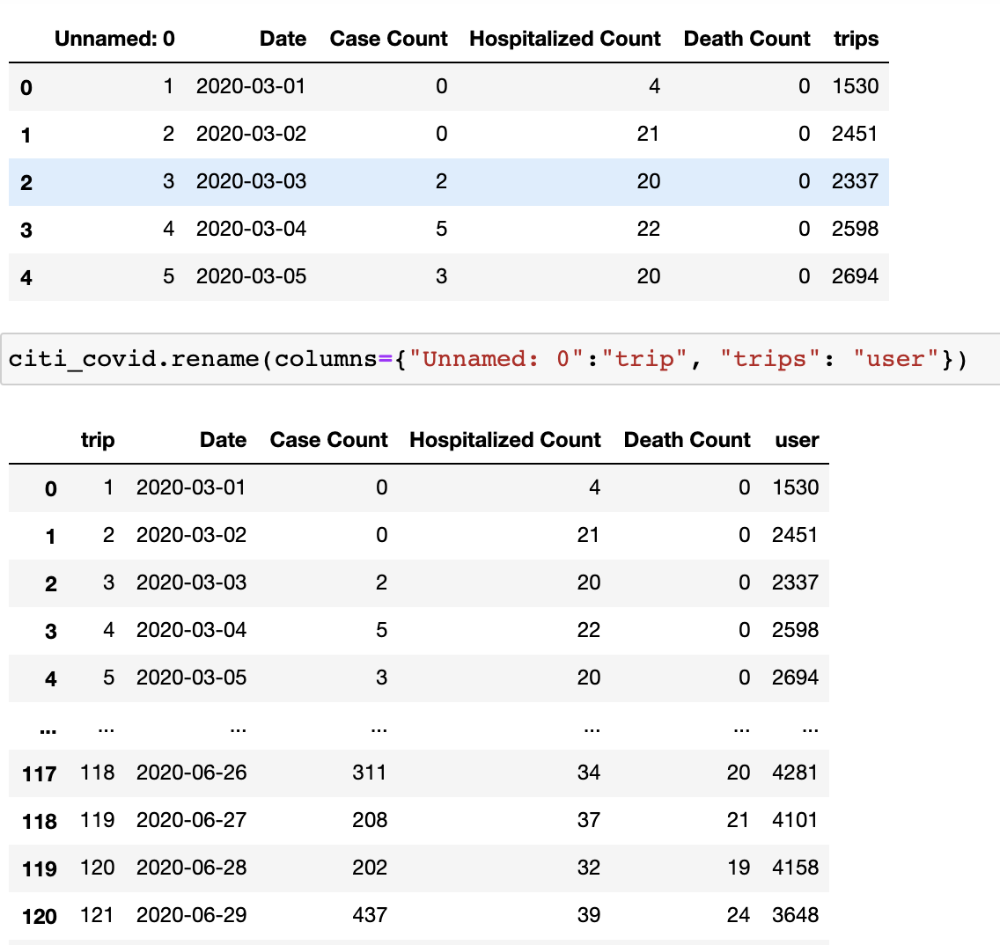 Unnamed: 0 Date Case Count Hospitalized Count Death Count trips
0 1 2020-03-01 0 4 0 1530
1 2 2020-03-02 0 21 0 2451
2 3 2020-03-03 2 20 0 2337
3 4 2020-03-04 5 22 0 2598
4 5 2020-03-05 3 20 0 2694
citi_covid.rename(columns={"Unnamed: 0":"trip", "trips": "user"})
trip Date Case Count Hospitalized Count Death Count user
0 1 2020-03-01 0 4 0 1530
1 2 2020-03-02 0 21 0 2451
2 3 2020-03-03 2 20 0 2337
3 4 2020-03-04 5 22 0 2598
4 5 2020-03-05 3 20 0 2694
... ... ... ... ... ... ...
117 118 2020-06-26 311 34 20 4281
118 119 2020-06-27 208 37 21 4101
119 120 2020-06-28 202 32 19 4158
120 121 2020-06-29 437 39 24 3648